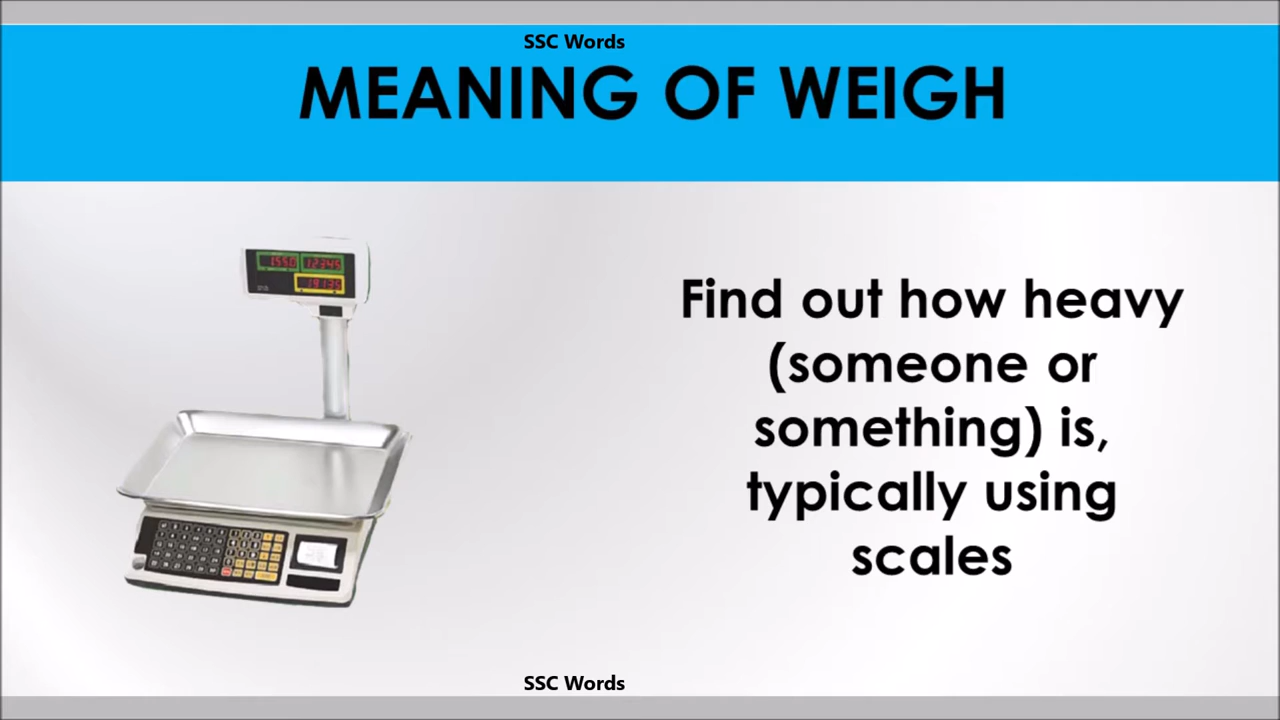 SSC Words
MEANING OF WEIGH
Find out how heavy
(someone or
something) is,
typically using
scales
SSC Words